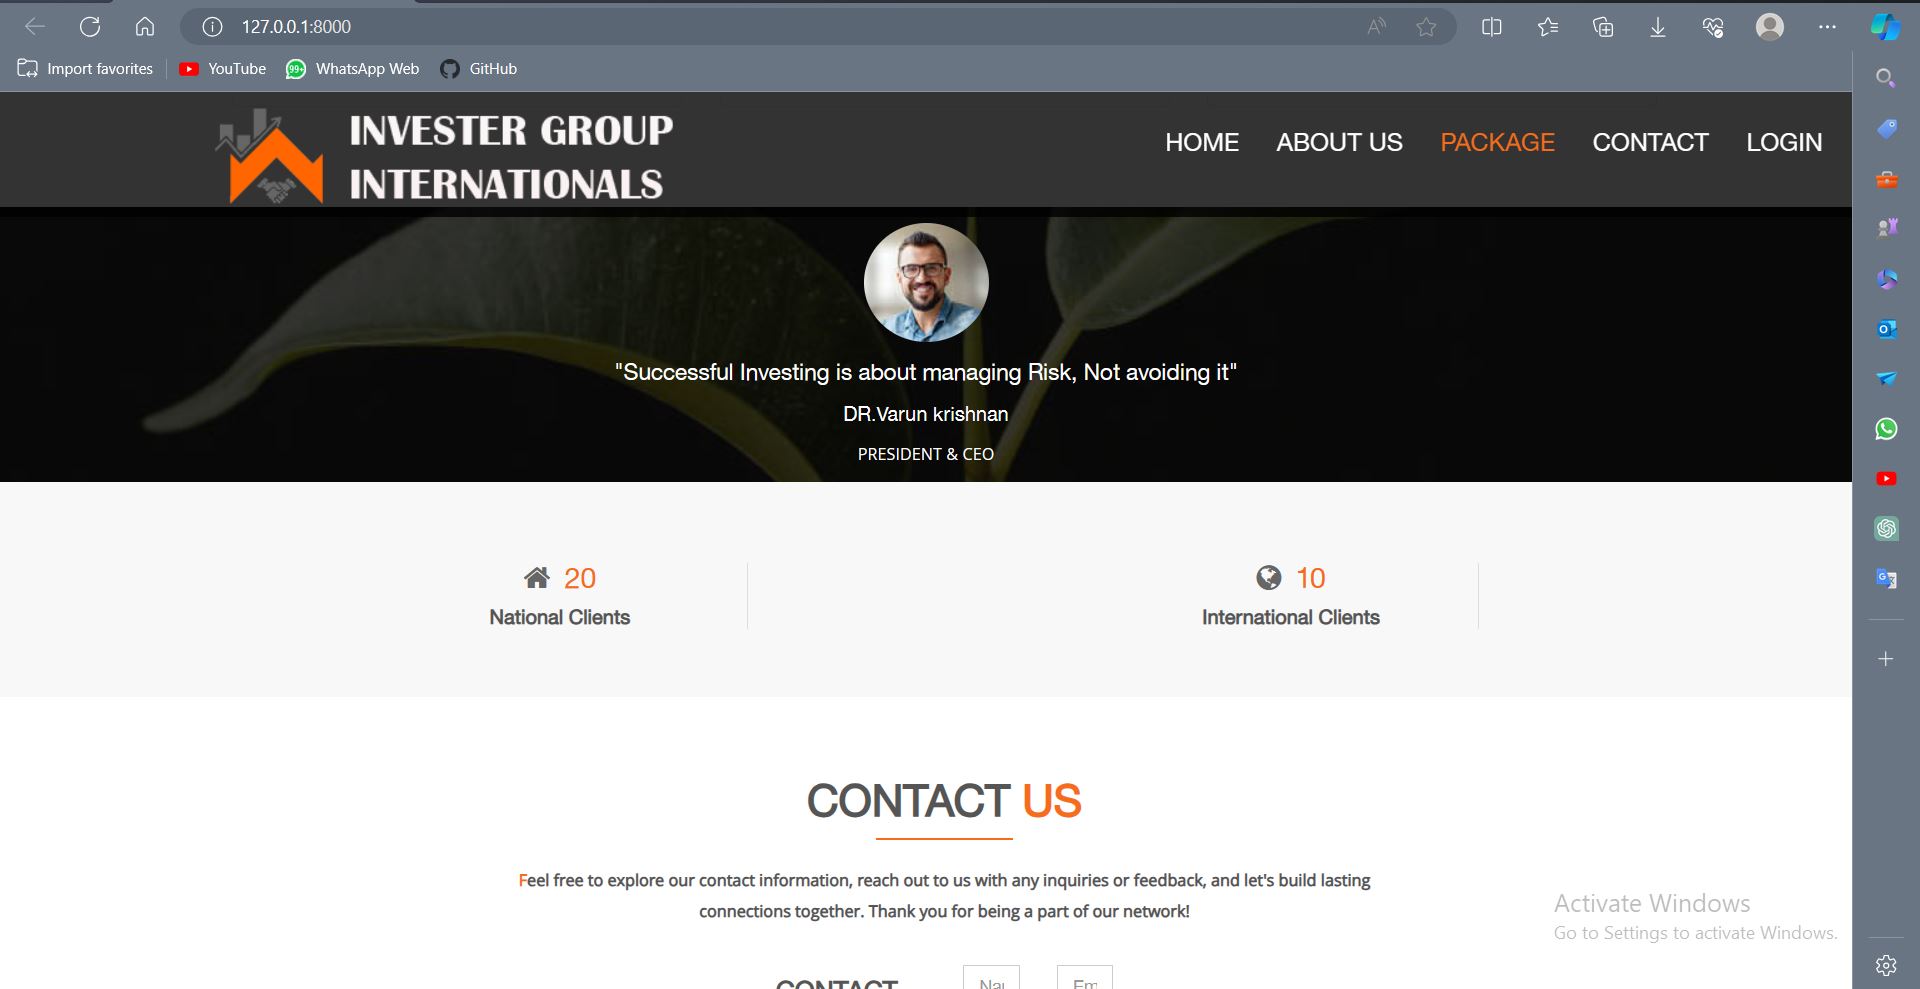 127.0.0.1:8000
Import favorites
YouTube
99+
WhatsApp Web
GitHub
INVESTER GROUP
INTERNATIONALS
HOME
ABOUT US
PACKAGE
CONTACT
LOGIN
"Successful Investing is about managing Risk, Not avoiding it"
DR.Varun krishnan
PRESIDENT & CEO
20
National Clients
10
International Clients
CONTACT US
Feel free to explore our contact information, reach out to us with any inquiries or feedback, and let's build lasting
connections together. Thank you for being a part of our network!
Activate Windows
Go to Settings to activate Windows.
CONTACT